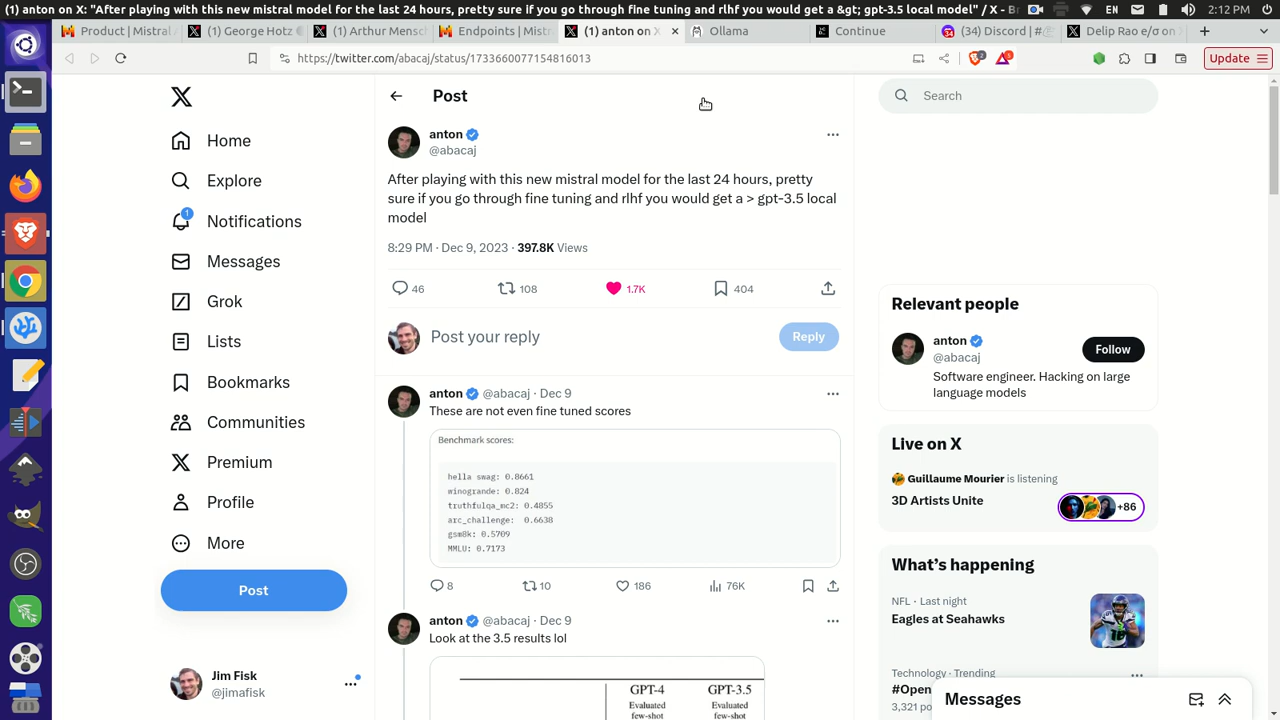 (1) anton on X: "After playing with this new mistral model for the last 24 hours, pretty sure if you go through fine tuning and rlhf you would get a &gt; gpt-3.5 local model" / X - Br
EN
2:12 PM
Product | Mistral A
(1) George Hotz
(1) Arthur Mensc
Endpoints | Mistr
(1) anton on X
Ollama
Continue
(34) Discord | #
Delip Rao e/σ on
https://twitter.com/abacaj/status/1733660077154816013
2
Update
Home
Explore
1
Notifications
Messages
Grok
Lists
Bookmarks
Communities
Premium
Profile
More
Post
Jim Fisk
@jimafisk
Post
anton
@abacaj
After playing with this new mistral model for the last 24 hours, pretty
sure if you go through fine tuning and rlhf you would get a > gpt-3.5 local
model
8:29 PM · Dec 9, 2023 · 397.8K Views
46 108 1.7K 404
Post your reply
Reply
anton @abacaj · Dec 9
These are not even fine tuned scores
Benchmark scores:
hella swag: 0.8661
winogrande: 0.824
truthfulqa_mc2: 0.4855
arc_challenge: 0.6638
gsm8k: 0.5709
MMLU: 0.7173
8 10 186 76K
anton @abacaj · Dec 9
Look at the 3.5 results lol
GPT-4 GPT-3.5
Evaluated Evaluated
few-shot few-shot
Search
Relevant people
anton
@abacaj
Follow
Software engineer. Hacking on large
language models
Live on X
Guillaume Mourier is listening
3D Artists Unite
+86
What's happening
NFL · Last night
Eagles at Seahawks
Technology · Trending
#Open
3,321 po
Messages